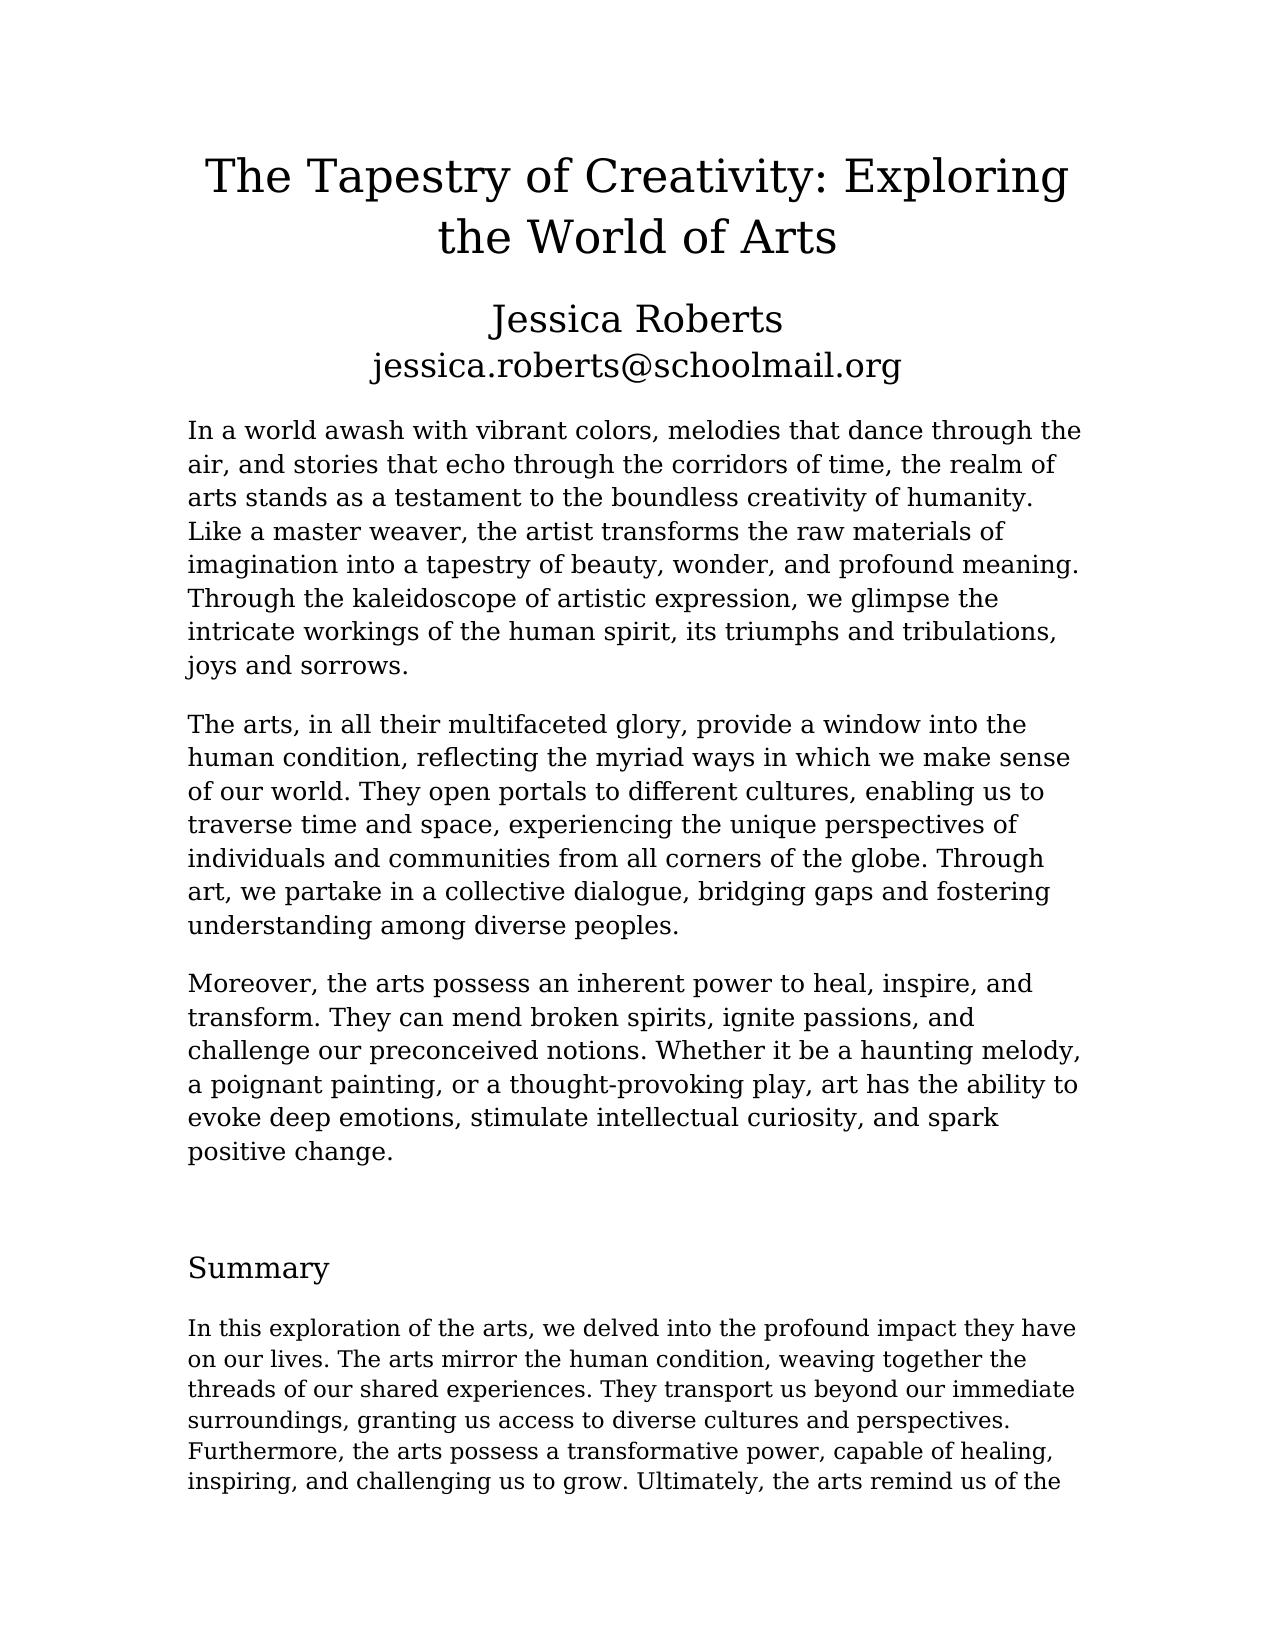 The Tapestry of Creativity: Exploring
the World of Arts
Jessica Roberts
jessica.roberts@schoolmail.org
In a world awash with vibrant colors, melodies that dance through the
air, and stories that echo through the corridors of time, the realm of
arts stands as a testament to the boundless creativity of humanity.
Like a master weaver, the artist transforms the raw materials of
imagination into a tapestry of beauty, wonder, and profound meaning.
Through the kaleidoscope of artistic expression, we glimpse the
intricate workings of the human spirit, its triumphs and tribulations,
joys and sorrows.
The arts, in all their multifaceted glory, provide a window into the
human condition, reflecting the myriad ways in which we make sense
of our world. They open portals to different cultures, enabling us to
traverse time and space, experiencing the unique perspectives of
individuals and communities from all corners of the globe. Through
art, we partake in a collective dialogue, bridging gaps and fostering
understanding among diverse peoples.
Moreover, the arts possess an inherent power to heal, inspire, and
transform. They can mend broken spirits, ignite passions, and
challenge our preconceived notions. Whether it be a haunting melody,
a poignant painting, or a thought-provoking play, art has the ability to
evoke deep emotions, stimulate intellectual curiosity, and spark
positive change.
Summary
In this exploration of the arts, we delved into the profound impact they have
on our lives. The arts mirror the human condition, weaving together the
threads of our shared experiences. They transport us beyond our immediate
surroundings, granting us access to diverse cultures and perspectives.
Furthermore, the arts possess a transformative power, capable of healing,
inspiring, and challenging us to grow. Ultimately, the arts remind us of the